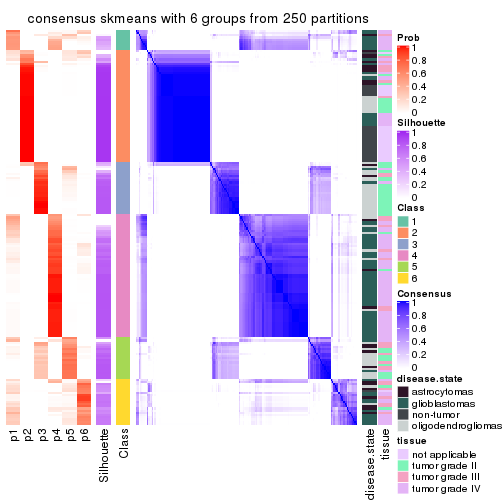 consensus skmeans with 6 groups from 250 partitions
p1
p2
p3
p4
p5
p6
Silhouette
Class
disease.state
tissue
Prob
1
0.8
0.6
0.4
0.2
0
Silhouette
1
0.8
0.6
0.4
0.2
0
Class
1
2
3
4
5
6
Consensus
1
0.8
0.6
0.4
0.2
0
disease.state
astrocytomas
glioblastomas
non-tumor
oligodendrogliomas
tissue
not applicable
tumor grade II
tumor grade III
tumor grade IV